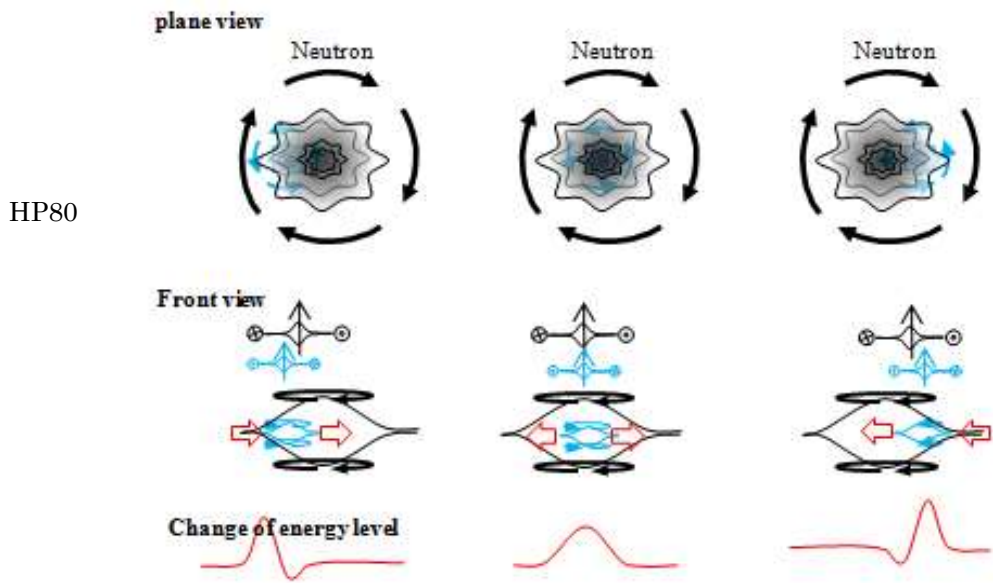 plane view
Neutron
Neutron
Neutron
HP80
Front view
Change of energy level